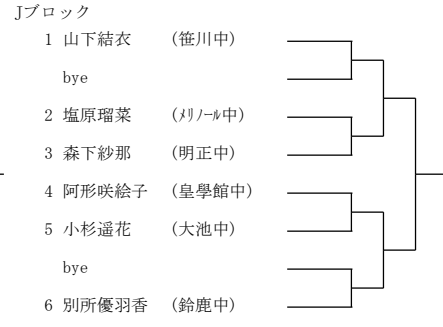 Jブロック
1 山下結衣 (笹川中)
bye
2 塩原瑠菜 (メリノール中)
3 森下紗那 (明正中)
4 阿形咲絵子 (皇學館中)
5 小杉遥花 (大池中)
bye
6 別所優羽香 (鈴鹿中)